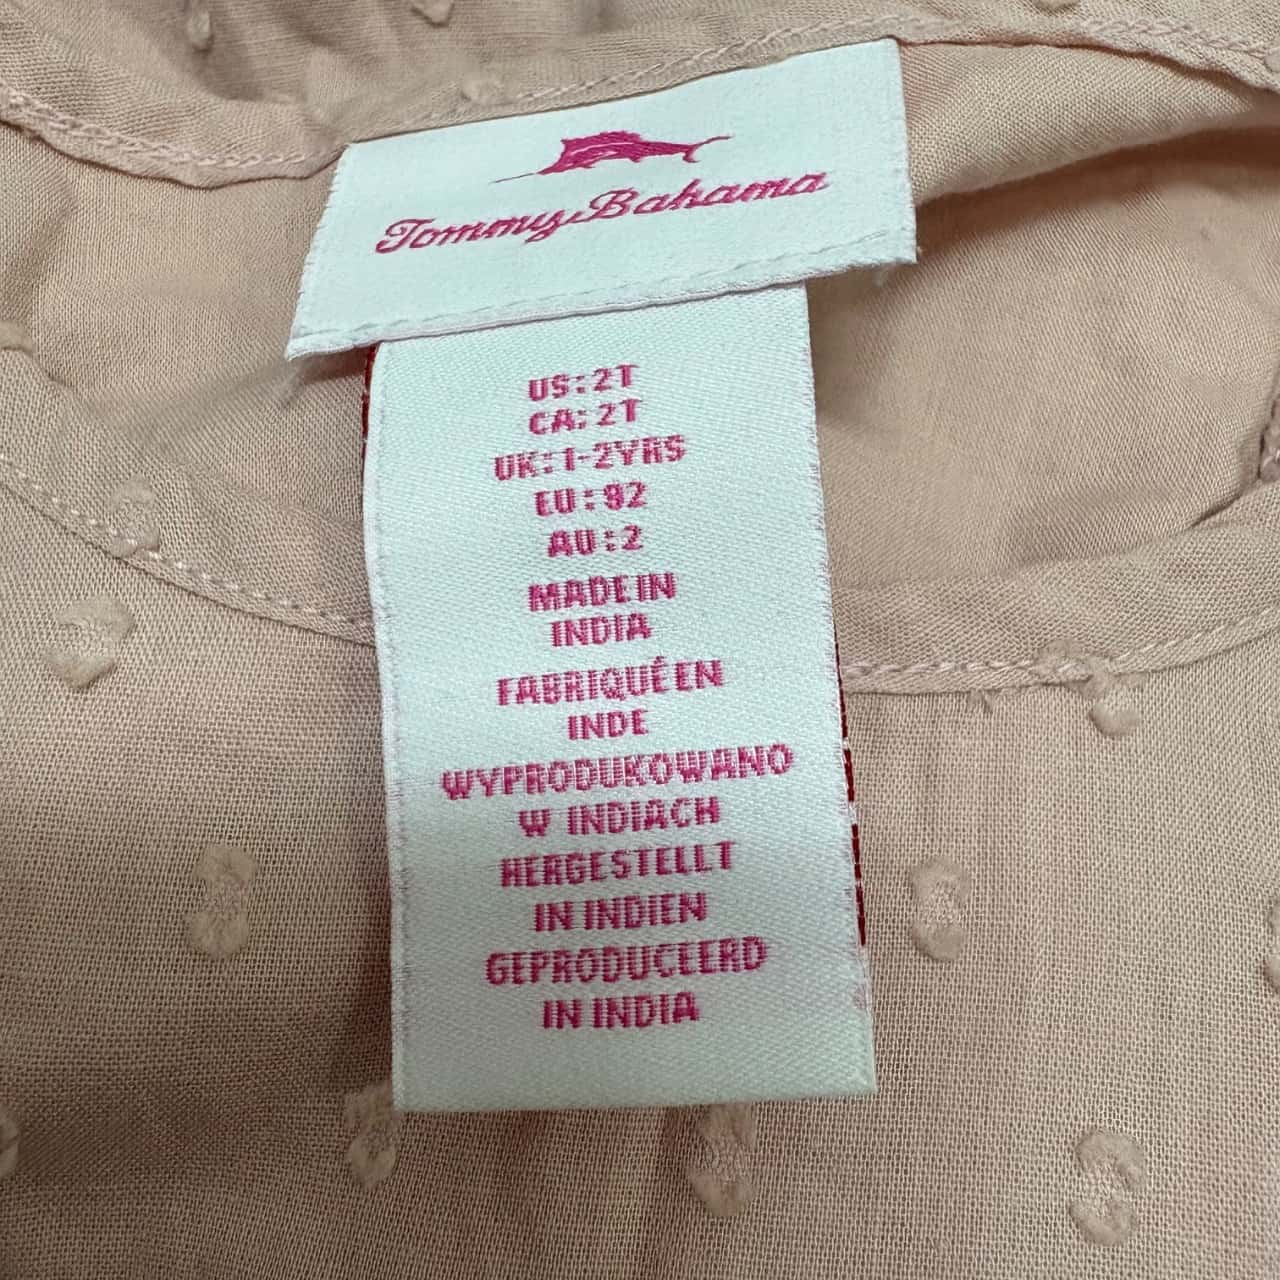 Tommy Bahama
US: 2T
CA: 2T
UK: 1-2YRS
EU: 92
AU: 2
MADE IN
INDIA
FABRIQUÉ EN
INDE
WYPRODUKOWANO
W INDIACH
HERGESTELLT
IN INDIEN
GEPRODUCEERD
IN INDIA